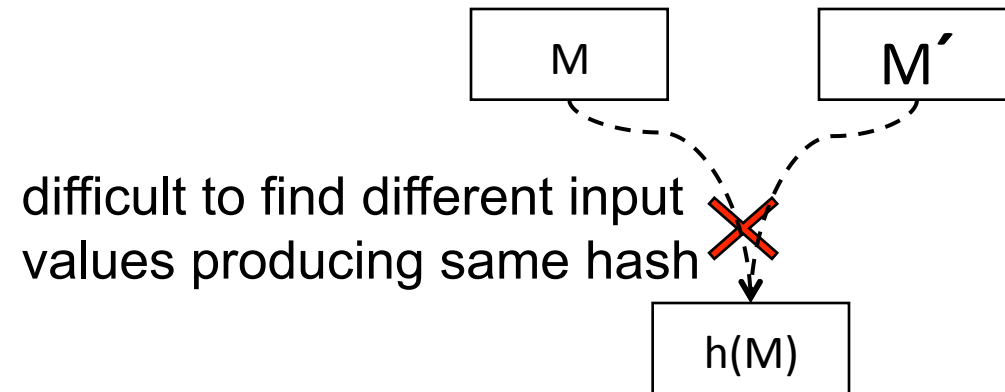 M
M´
difficult to find different input
values producing same hash
h(M)